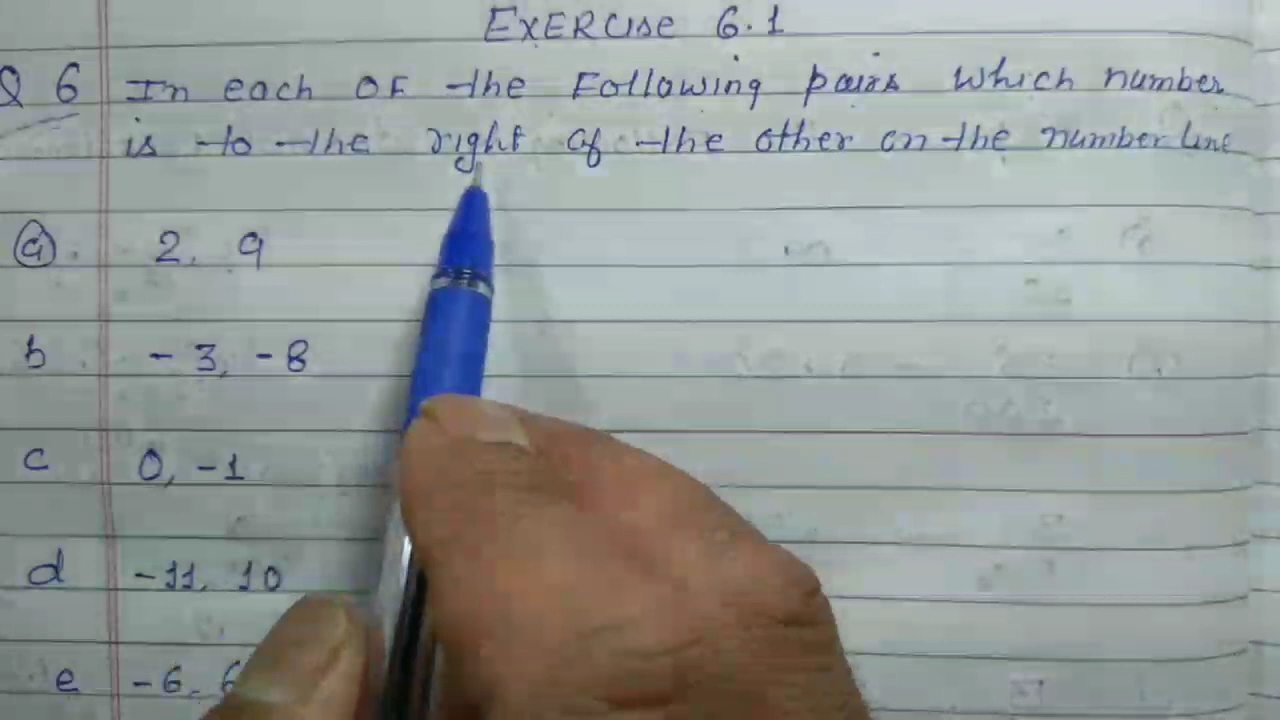 EXERCISE 6.1
Q 6 In each OF the Following pairs which number
is to the right of the other on the number line
(a). 2, 9
b. -3, -8
c 0, -1
d -11, 10
e -6, 6